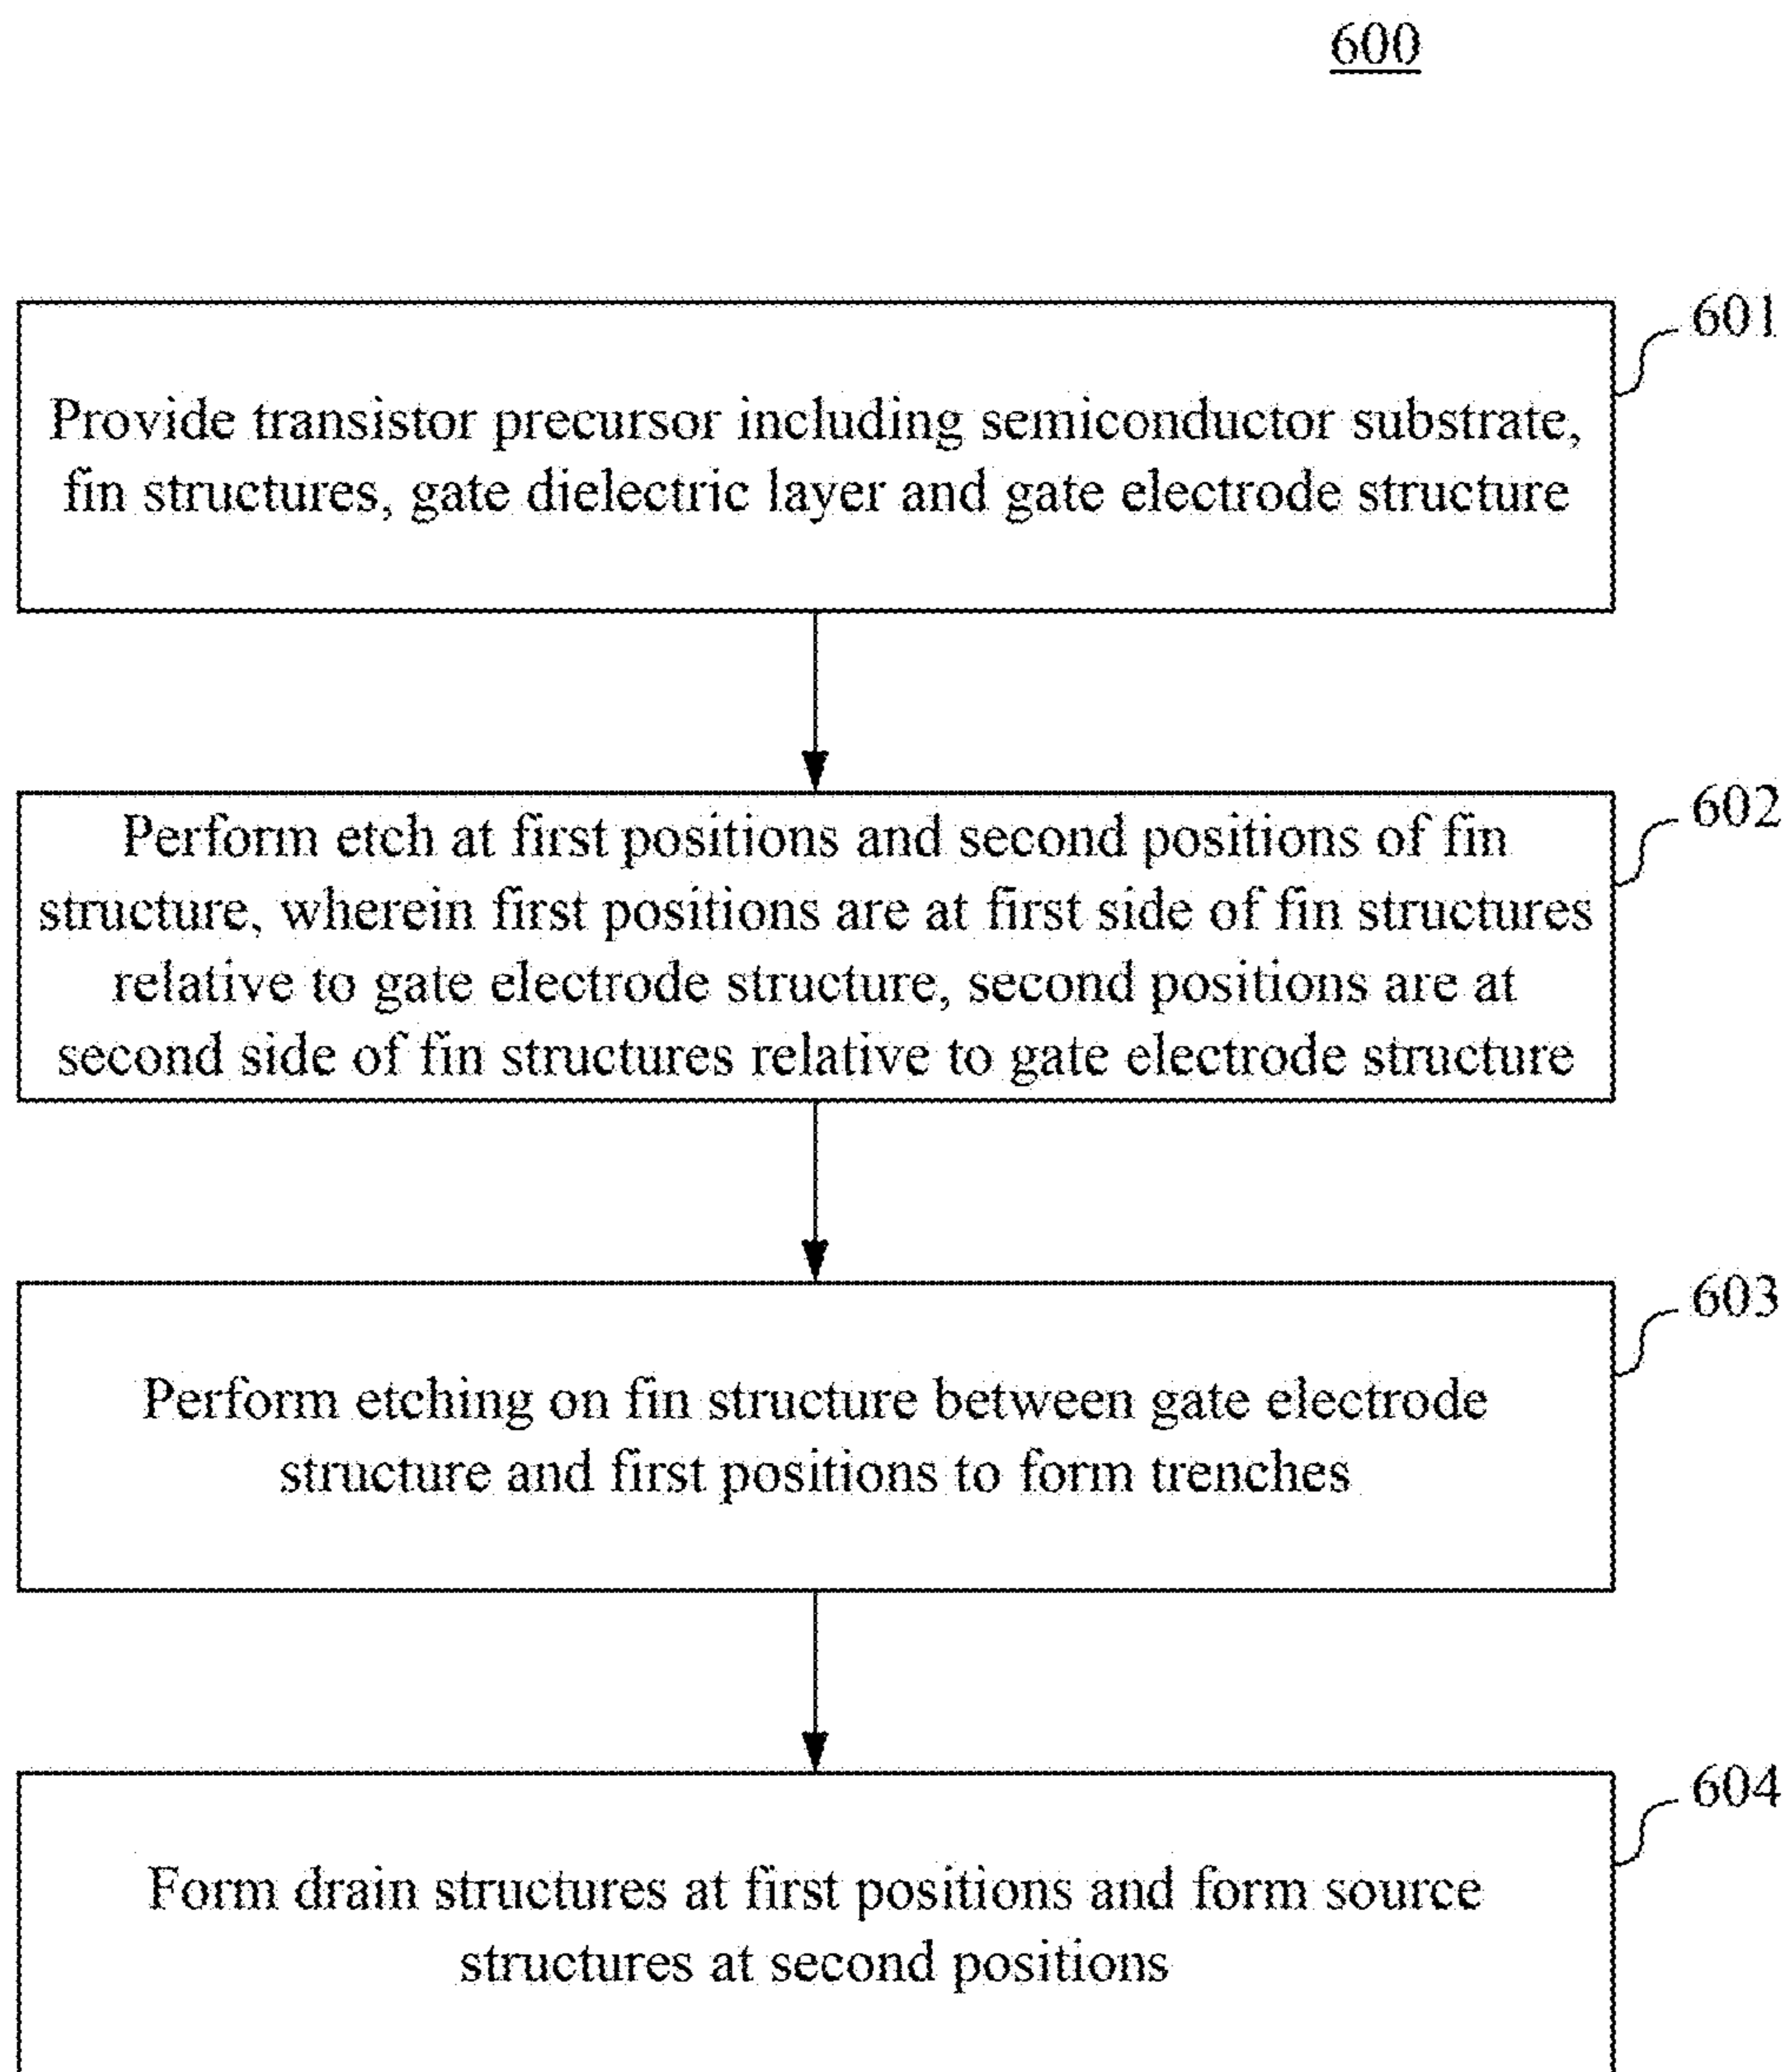 600
601
Provide transistor precursor including semiconductor substrate,
fin structures, gate dielectric layer and gate electrode structure
602
Perform etch at first positions and second positions of fin
structure, wherein first positions are at first side of fin structures
relative to gate electrode structure, second positions are at
second side of fin structures relative to gate electrode structure
603
Perform etching on fin structure between gate electrode
structure and first positions to form trenches
604
Form drain structures at first positions and form source
structures at second positions